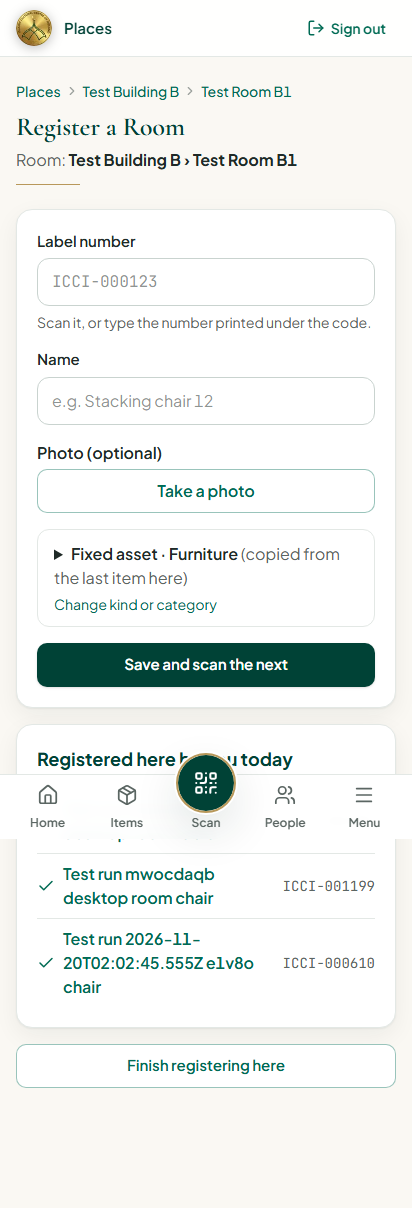 Places
Sign out
Places > Test Building B > Test Room B1
Register a Room
Room: Test Building B › Test Room B1
Label number
ICCI-000123
Scan it, or type the number printed under the code.
Name
e.g. Stacking chair 12
Photo (optional)
Take a photo
Fixed asset · Furniture (copied from
the last item here)
Change kind or category
Save and scan the next
Registered here today
Home
Items
Scan
People
Menu
Test run mwocdaqb
desktop room chair
ICCI-001199
Test run 2026-11-
20T02:02:45.555Z e1v8o
chair
ICCI-000610
Finish registering here